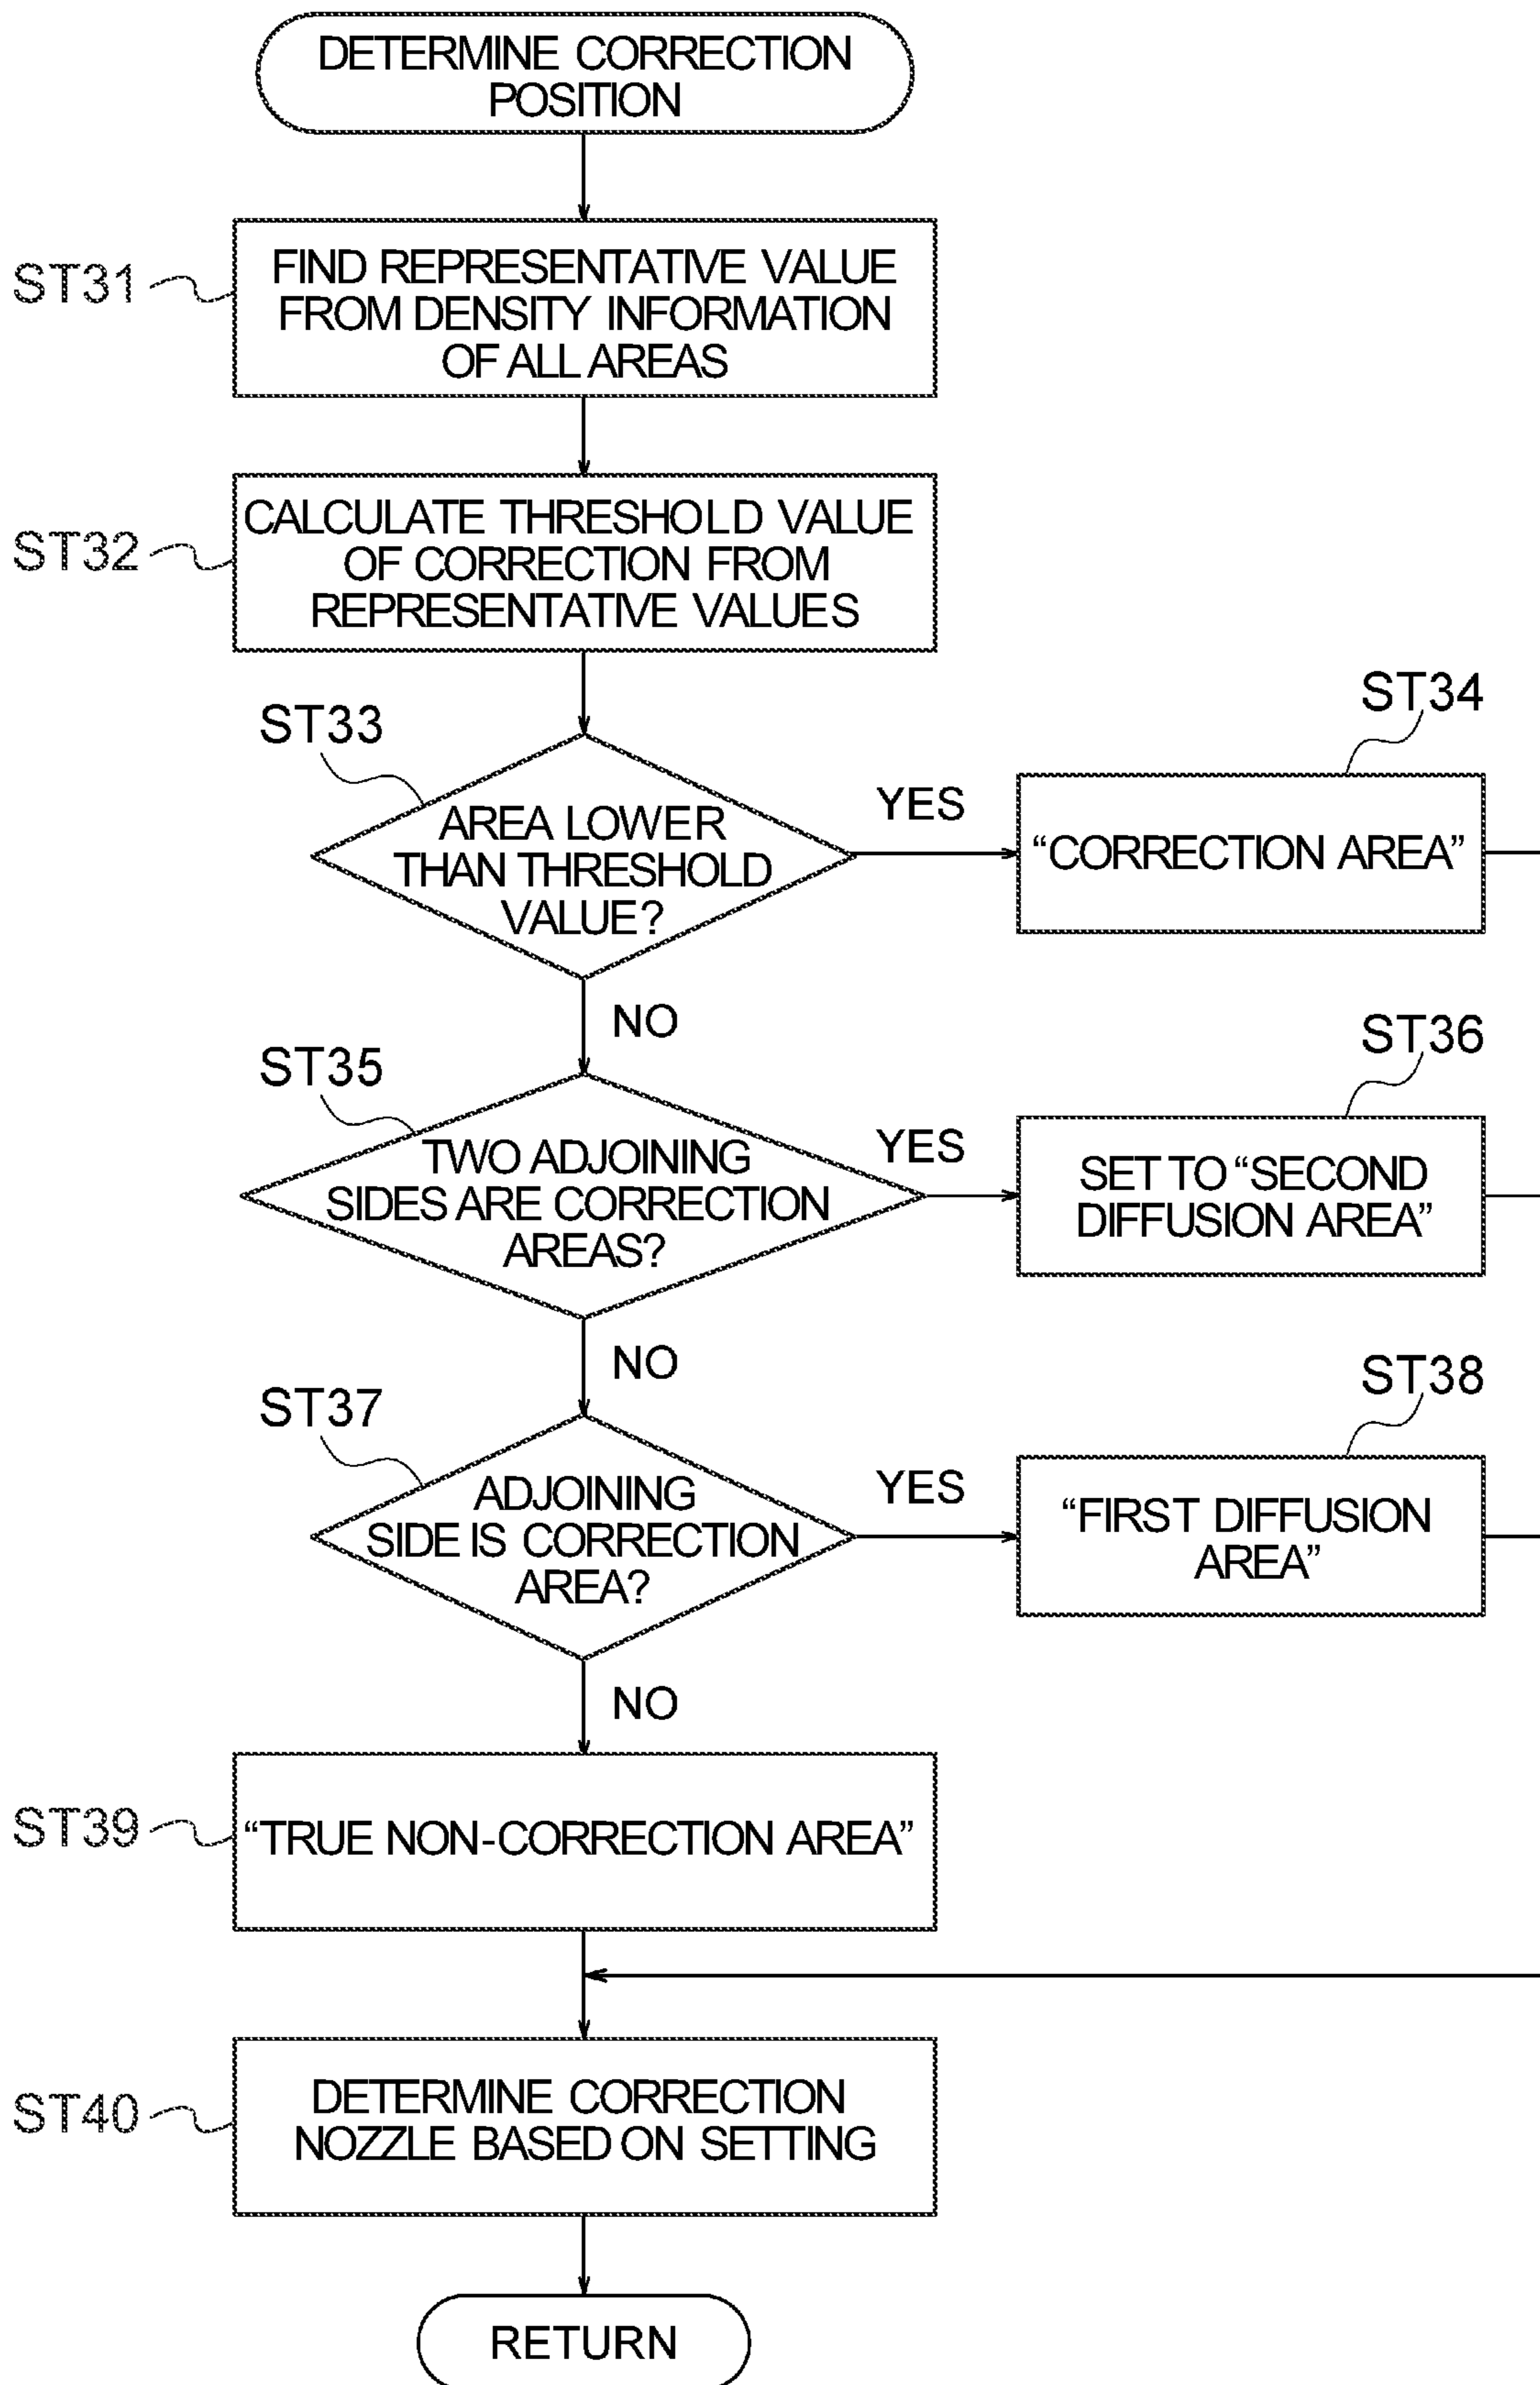 DETERMINE CORRECTION
POSITION
ST31
FIND REPRESENTATIVE VALUE
FROM DENSITY INFORMATION
OF ALL AREAS
ST32
CALCULATE THRESHOLD VALUE
OF CORRECTION FROM
REPRESENTATIVE VALUES
ST33
AREA LOWER
THAN THRESHOLD
VALUE?
YES
ST34
“CORRECTION AREA”
NO
ST35
TWO ADJOINING
SIDES ARE CORRECTION
AREAS?
YES
ST36
SET TO “SECOND
DIFFUSION AREA”
NO
ST37
ADJOINING
SIDE IS CORRECTION
AREA?
YES
ST38
“FIRST DIFFUSION
AREA”
NO
ST39
“TRUE NON-CORRECTION AREA”
ST40
DETERMINE CORRECTION
NOZZLE BASED ON SETTING
RETURN